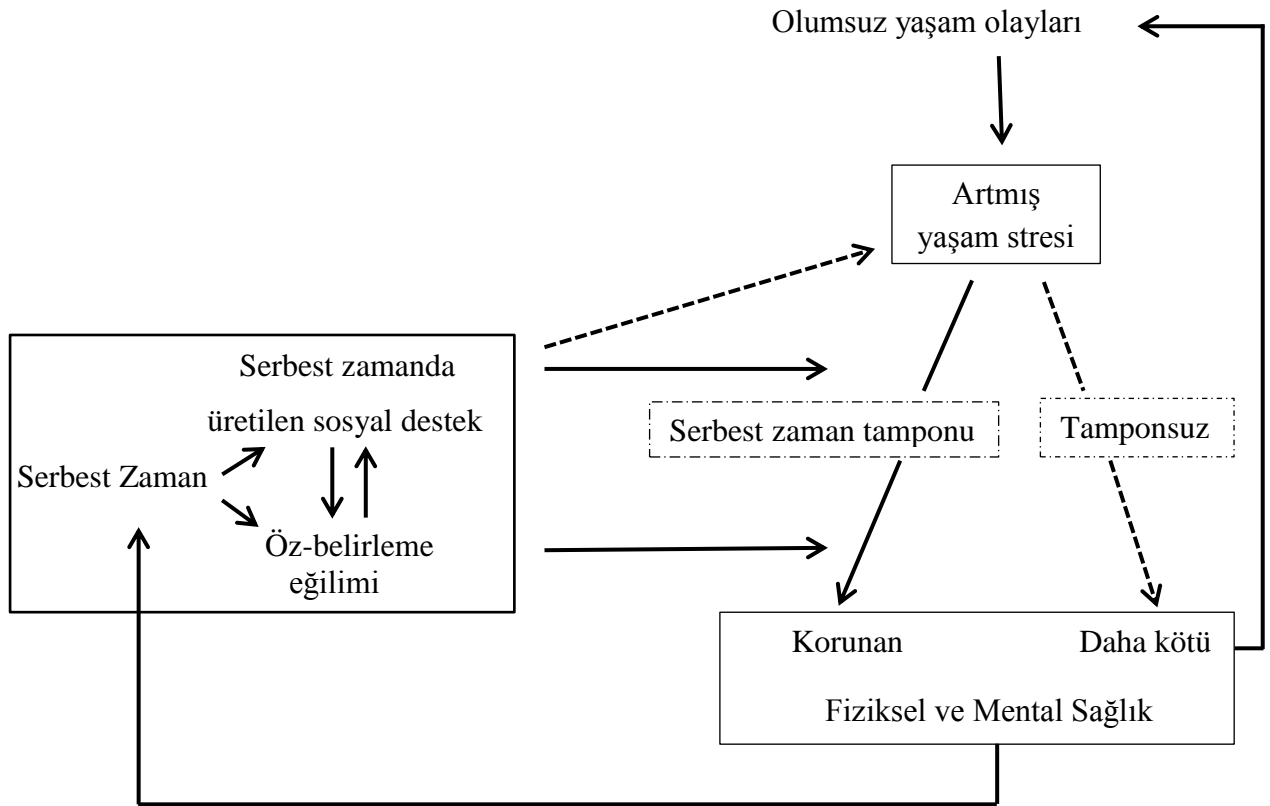 Olumsuz yaşam olayları
Artmış
yaşam stresi
Serbest zamanda
üretilen sosyal destek
Serbest Zaman
Öz-belirleme
eğilimi
Serbest zaman tamponu
Tamponsuz
Korunan
Daha kötü
Fiziksel ve Mental Sağlık